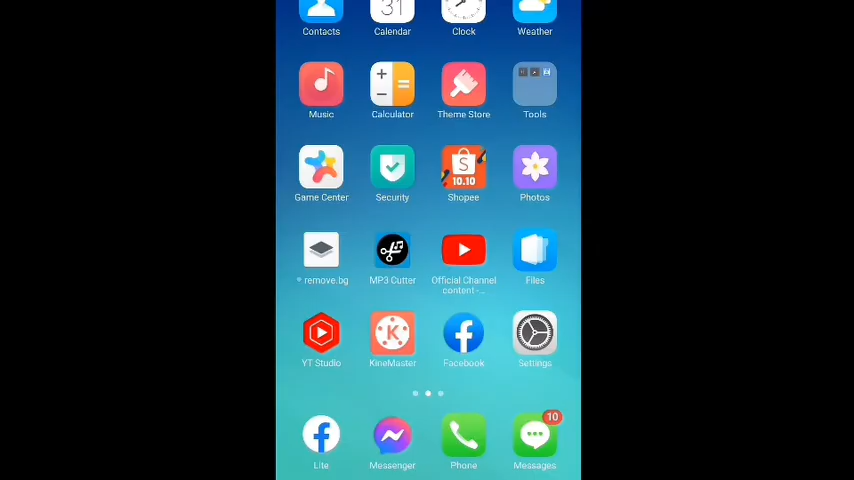 Contacts Calendar Clock Weather
31
Music Calculator Theme Store Tools
S
10.10
Game Center Security Shopee Photos
remove.bg MP3 Cutter Official Channel Files
content -...
K
YT Studio KineMaster Facebook Settings
10
Lite Messenger Phone Messages